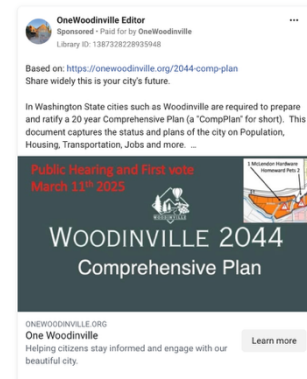 OneWoodinville Editor
Sponsored • Paid for by OneWoodinville
Library ID: 1387328228935948
Based on: https://onewoodinville.org/2044-comp-plan
Share widely this is your city's future.
In Washington State cities such as Woodinville are required to prepare
and ratify a 20 year Comprehensive Plan (a "CompPlan" for short). This
document captures the status and plans of the city on Population,
Housing, Transportation, Jobs and more. ...
Public Hearing and First vote
March 11th 2025
1 McLendon Hardware
Homeward Pets 2
WOODINVILLE
WOODINVILLE 2044
Comprehensive Plan
ONEWOODINVILLE.ORG
One Woodinville
Helping citizens stay informed and engage with our
beautiful city.
Learn more